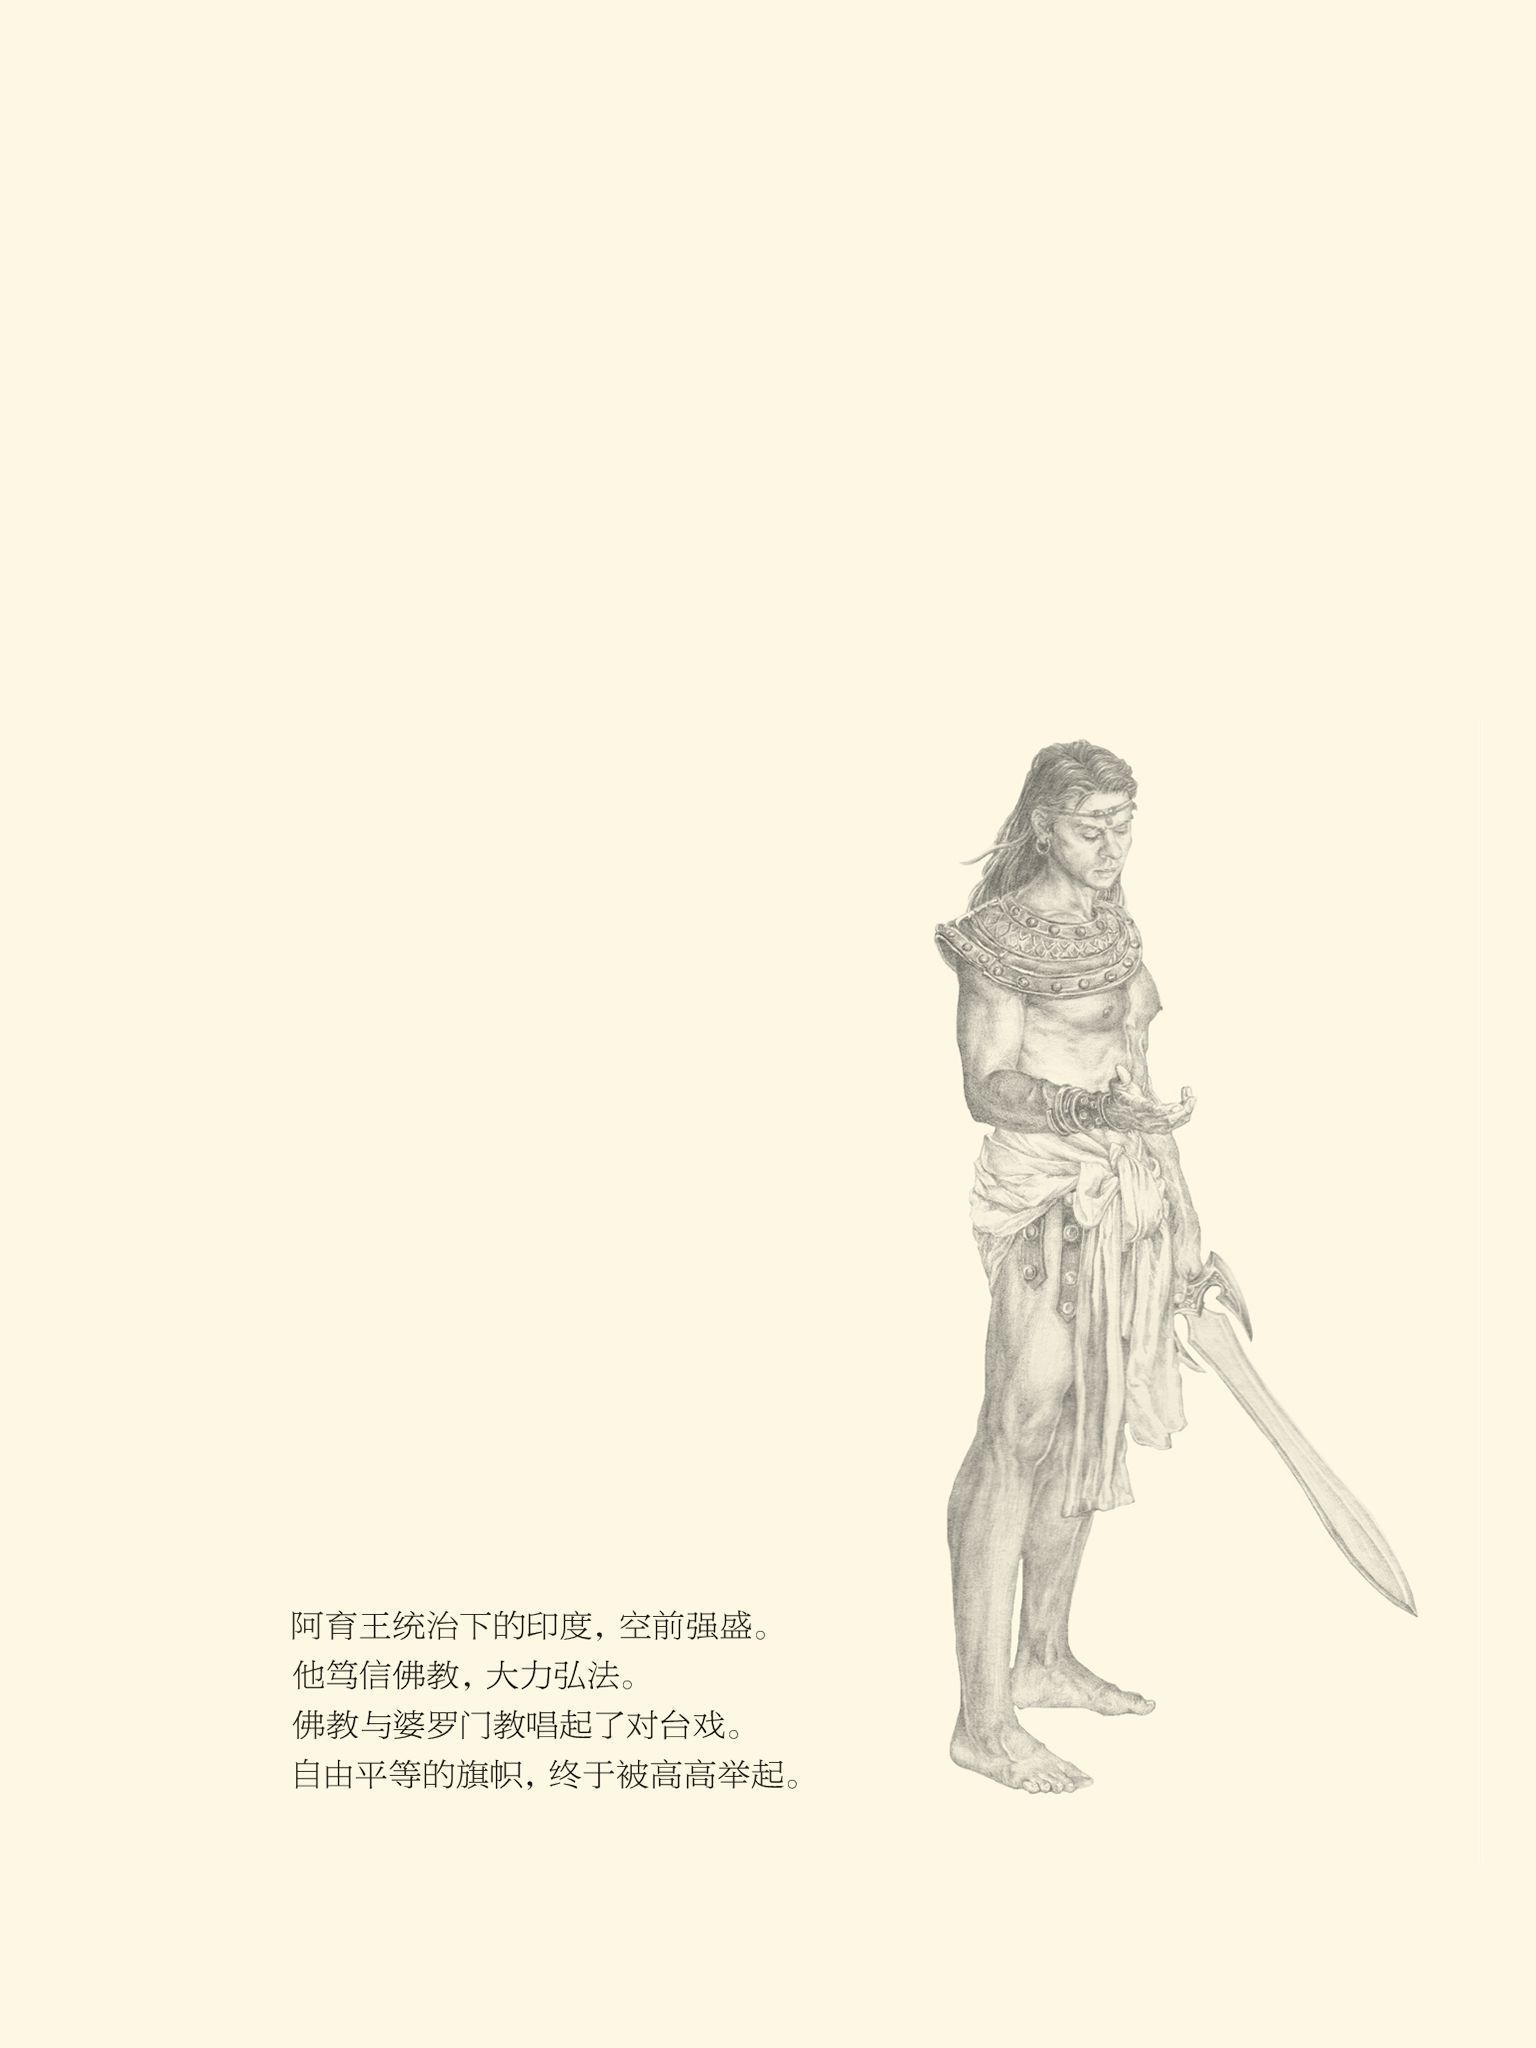 阿育王统治下的印度，空前强盛。
他笃信佛教，大力弘法。
佛教与婆罗门教唱起了对台戏。
自由平等的旗帜，终于被高高举起。